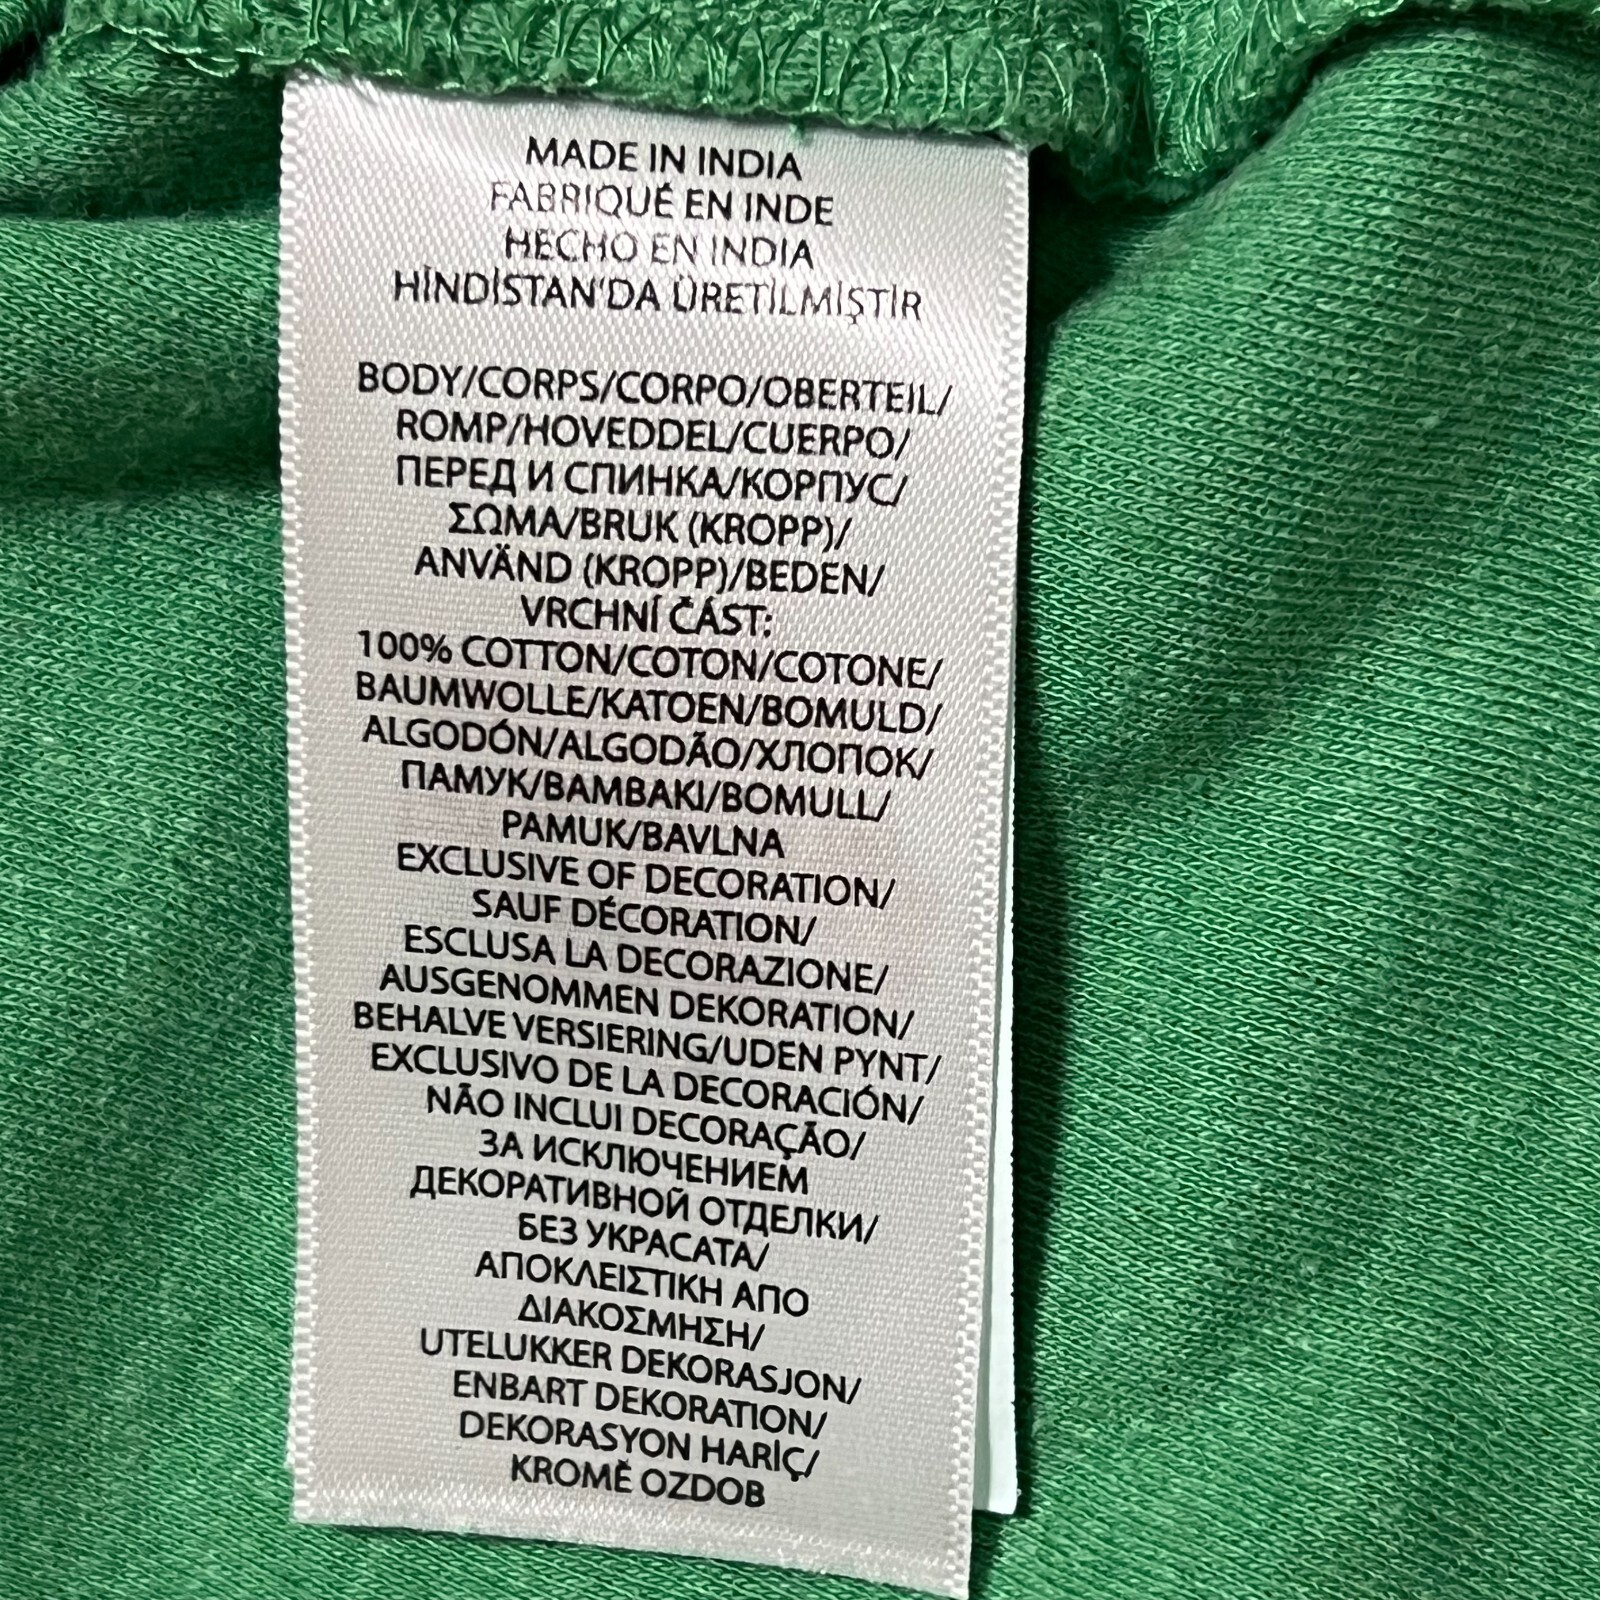 MADE IN INDIA
FABRIQUÉ EN INDE
HECHO EN INDIA
HİNDİSTAN'DA ÜRETİLMİŞTİR
BODY/CORPS/CORPO/OBERTEIL/
ROMP/HOVEDDEL/CUERPO/
ПЕРЕД И СПИНКА/КОРПУС/
ΣΩΜΑ/BRUK (KROPP)/
ANVÄND (KROPP)/BEDEN/
VRCHNÍ ČÁST:
100% COTTON/COTON/COTONE/
BAUMWOLLE/KATOEN/BOMULD/
ALGODÓN/ALGODÃO/ХЛОПОК/
ПАМУК/ΒΑΜΒΑΚΙ/BOMULL/
PAMUK/BAVLNA
EXCLUSIVE OF DECORATION/
SAUF DÉCORATION/
ESCLUSA LA DECORAZIONE/
AUSGENOMMEN DEKORATION/
BEHALVE VERSIERING/UDEN PYNT/
EXCLUSIVO DE LA DECORACIÓN/
NÃO INCLUI DECORAÇÃO/
ЗА ИСКЛЮЧЕНИЕМ
ДЕКОРАТИВНОЙ ОТДЕЛКИ/
БЕЗ УКРАСАТА/
ΑΠΟΚΛΕΙΣΤΙΚΗ ΑΠΟ
ΔΙΑΚΟΣΜΗΣΗ/
UTELUKKER DEKORASJON/
ENBART DEKORATION/
DEKORASYON HARİÇ/
KROMĚ OZDOB